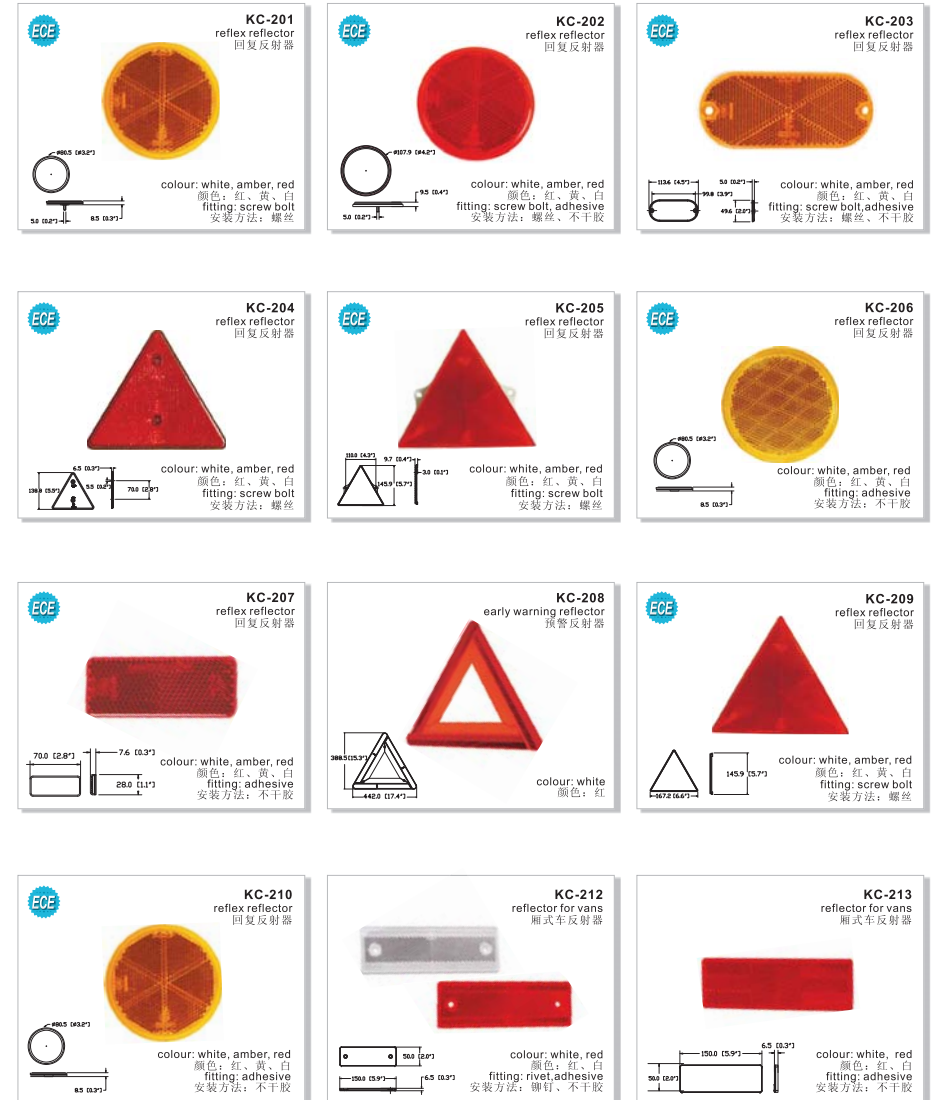 ECE
KC-201
reflex reflector
回复反射器
ø80.5 [ø3.2"]
5.0 [0.2"]
8.5 [0.3"]
colour: white, amber, red
颜色：红、黄、白
fitting: screw bolt
安装方法：螺丝
ECE
KC-202
reflex reflector
回复反射器
ø107.9 [ø4.2"]
9.5 [0.4"]
5.0 [0.2"]
colour: white, amber, red
颜色：红、黄、白
fitting: screw bolt, adhesive
安装方法：螺丝、不干胶
ECE
KC-203
reflex reflector
回复反射器
113.6 [4.5"]
5.0 [0.2"]
99.8 [3.9"]
49.6 [2.0"]
colour: white, amber, red
颜色：红、黄、白
fitting: screw bolt,adhesive
安装方法：螺丝、不干胶
ECE
KC-204
reflex reflector
回复反射器
6.5 [0.3"]
5.5 [0.2"]
70.0 [2.8"]
colour: white, amber, red
颜色：红、黄、白
fitting: screw bolt
安装方法：螺丝
ECE
KC-205
reflex reflector
回复反射器
110.0 [4.3"]
9.7 [0.4"]
3.0 [0.1"]
145.9 [5.7"]
colour: white, amber, red
颜色：红、黄、白
fitting: screw bolt
安装方法：螺丝
ECE
KC-206
reflex reflector
回复反射器
ø80.5 [ø3.2"]
8.5 [0.3"]
colour: white, amber, red
颜色：红、黄、白
fitting: adhesive
安装方法：不干胶
ECE
KC-207
reflex reflector
回复反射器
70.0 [2.8"]
7.6 [0.3"]
28.0 [1.1"]
colour: white, amber, red
颜色：红、黄、白
fitting: adhesive
安装方法：不干胶
KC-208
early warning reflector
预警反射器
388.5[15.3"]
442.0 [17.4"]
colour: white
颜色：红
ECE
KC-209
reflex reflector
回复反射器
145.9 [5.7"]
167.2 [6.6"]
colour: white, amber, red
颜色：红、黄、白
fitting: screw bolt
安装方法：螺丝
ECE
KC-210
reflex reflector
回复反射器
ø80.5 [ø3.2"]
8.5 [0.3"]
colour: white, amber, red
颜色：红、黄、白
fitting: adhesive
安装方法：不干胶
KC-212
reflector for vans
厢式车反射器
50.0 [2.0"]
150.0 [5.9"]
6.5 [0.3"]
colour: white, red
颜色：红、白
fitting: rivet,adhesive
安装方法：铆钉、不干胶
KC-213
reflector for vans
厢式车反射器
6.5 [0.3"]
150.0 [5.9"]
50.0 [2.0"]
colour: white, red
颜色：红、白
fitting: adhesive
安装方法：不干胶